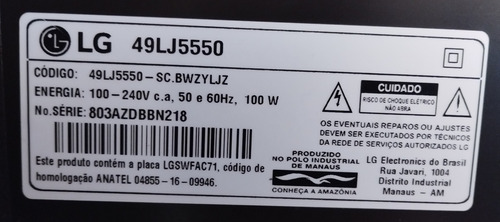 LG 49LJ5550
CÓDIGO: 49LJ5550-SC.BWZYLJZ
ENERGIA: 100-240V c.a, 50 e 60Hz, 100 W
No.SÉRIE: 803AZDBBN218
CUIDADO
RISCO DE CHOQUE ELÉTRICO
NÃO ABRA
OS EVENTUAIS REPAROS OU AJUSTES
DEVEM SER EXECUTADOS POR TÉCNICOS
DA REDE DE SERVIÇOS AUTORIZADOS LG
Este produto contém a placa LGSWFAC71, código de
homologação ANATEL 04855-16-09946.
PRODUZIDO
NO POLO INDUSTRIAL
DE MANAUS
CONHEÇA A AMAZÔNIA
LG Electronics do Brasil
Rua Javari, 1004
Distrito Industrial
Manaus - AM